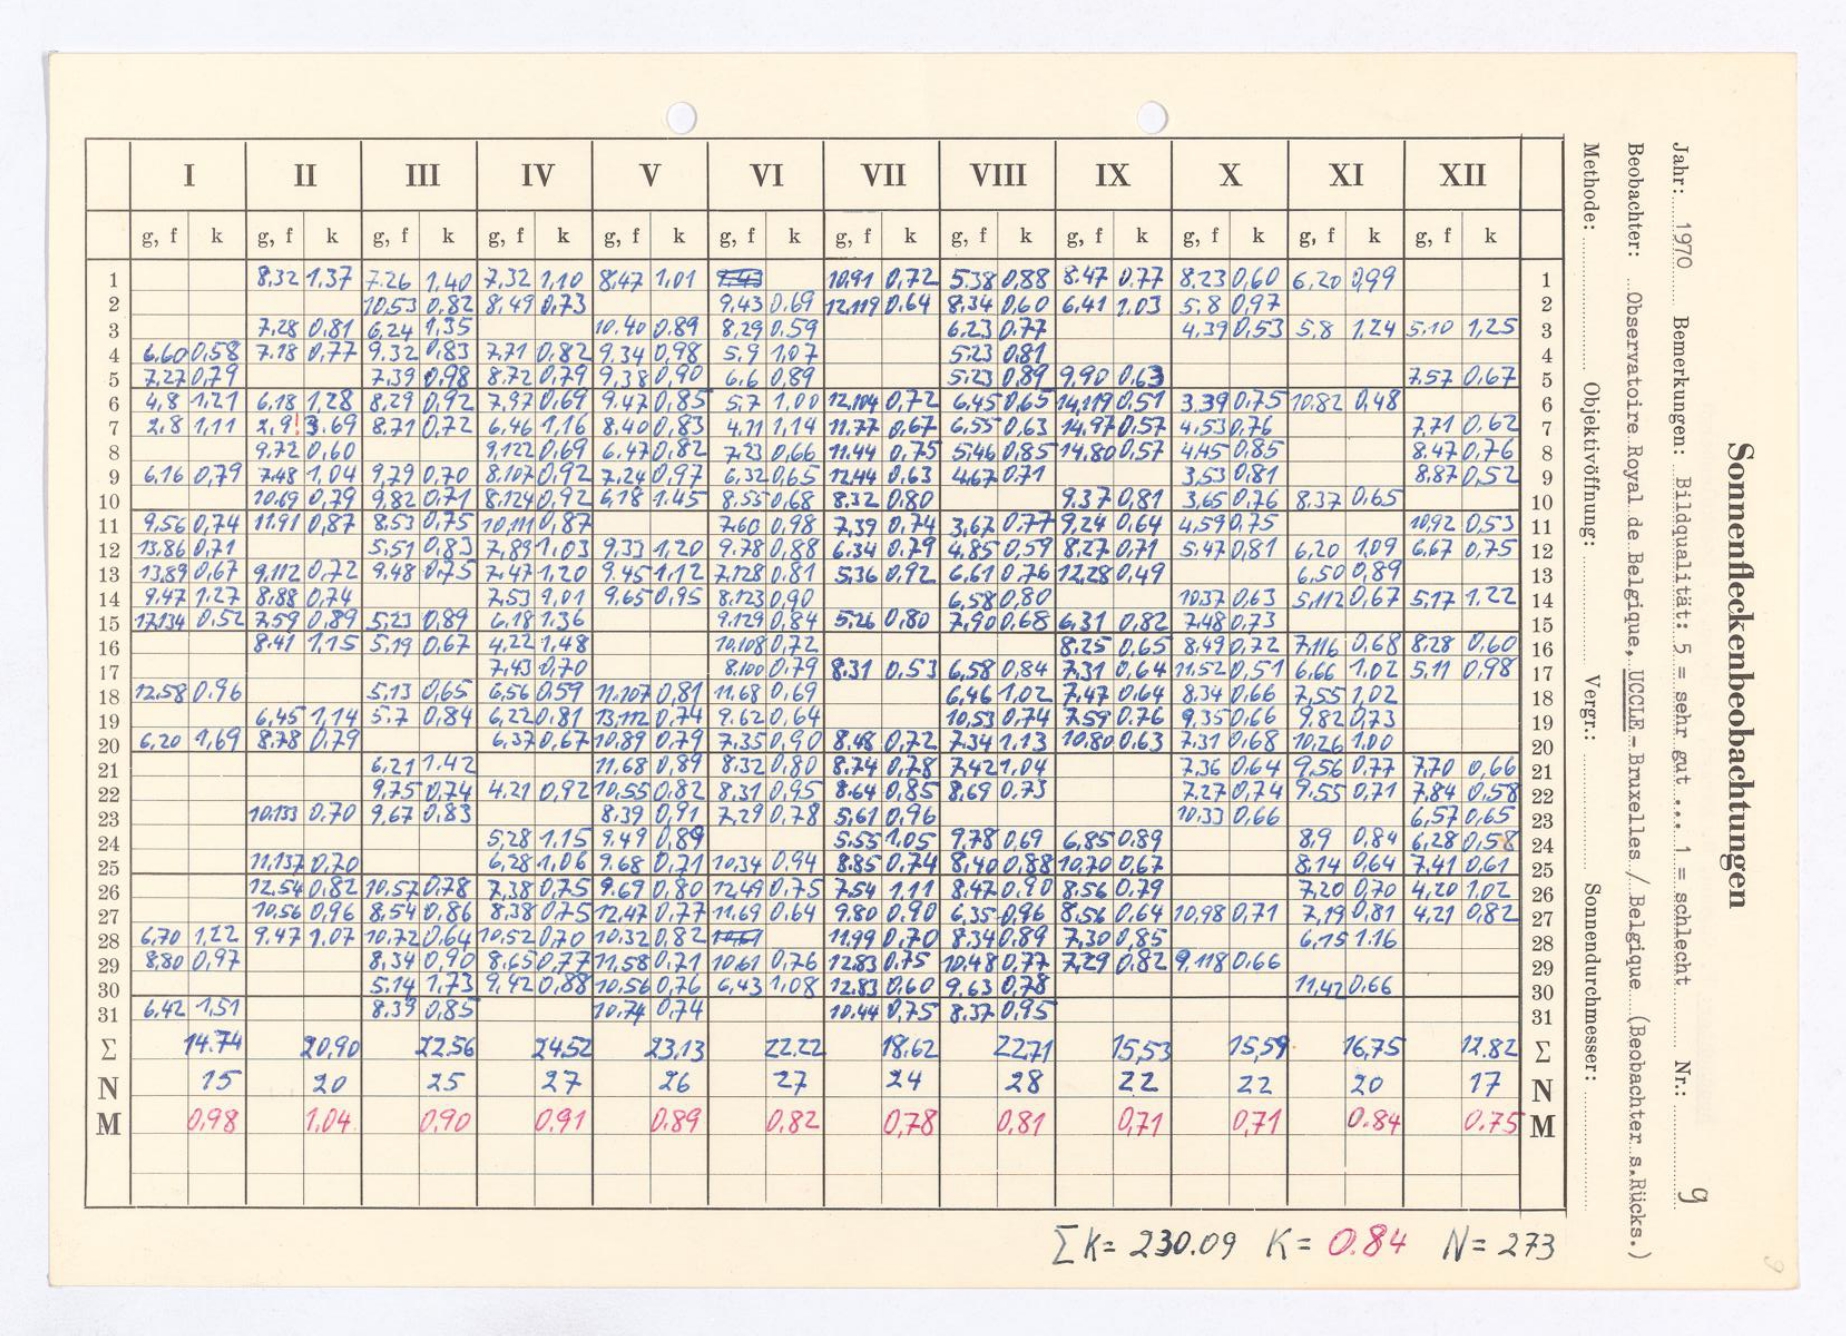 I II III IV V VI VII VIII IX X XI XII
g, f k g, f k g, f k g, f k g, f k g, f k g, f k g, f k g, f k g, f k g, f k g, f k
1 8.32 1.37 7.26 1.40 7.32 1.10 8.47 1,01 10.91 0.72 5.38 0.88 8.47 0.77 8.23 0,60 6.20 0,99 1
2 10.53 0.82 8,49 0.73 9,43 0.69 12.119 0.64 8.34 0.60 6.41 1.03 5.8 0,97 2
3 7.28 0.81 6,24 1,35 10.40 0.89 8.29 0.59 6.23 0.77 4.39 0,53 5.8 1,24 5.10 1,25 3
4 6.60 0,58 7.18 0,77 9.32 0.83 7.71 0,82 9.34 0,98 5.9 1,07 5.23 0,81 4
5 7,27 0,79 7.39 0,98 8.72 0,79 9,38 0,90 6.6 0,89 5.23 0,89 9,90 0.63 7.57 0,67 5
6 4,8 1,21 6,18 1,28 8.29 0,92 7,97 0,69 9.47 0,85 5,7 1,00 12,104 0,72 6,45 0,65 14,119 0,51 3.39 0,75 10.82 0,48 6
7 2,8 1,11 2,9! 3.69 8,71 0,72 6,46 1,16 8.40 0,83 4.11 1,14 11.77 0,67 6,55 0,63 14,97 0,57 4,53 0,76 7,71 0,62 7
8 9.72 0,60 9,122 0,69 6.47 0,82 7,23 0,66 11.44 0,75 5,46 0,85 14.80 0,57 4,45 0,85 8.47 0,76 8
9 6,16 0,79 7.48 1,04 9,79 0,70 8.107 0,92 7,24 0,97 6,32 0,65 12.44 0,63 4,67 0,71 3,53 0,81 8,87 0,52 9
10 10.69 0,79 9,82 0,71 8.124 0,92 6,18 1.45 8.55 0,68 8.32 0,80 9.37 0,81 3,65 0,76 8.37 0.65 10
11 9,56 0,74 11.91 0,87 8.53 0,75 10,111 0,87 7.60 0,98 7,39 0,74 3,67 0.77 9,24 0.64 4.59 0,75 10,92 0,53 11
12 13,86 0,71 5,51 0,83 7,89 1,03 9.33 1,20 9.78 0,88 6.34 0.79 4,85 0,59 8.27 0,71 5.47 0,81 6,20 1,09 6.67 0,75 12
13 13,89 0,67 9,112 0,72 9,48 0,75 7,47 1,20 9.45 1,12 7,128 0,81 5,36 0,92 6,61 0,76 12,28 0,49 6,50 0,89 13
14 9,47 1.27 8,88 0,74 7,53 9,01 9,65 0,95 8,123 0,90 6,58 0,80 10.37 0,63 5,112 0,67 5,17 1.22 14
15 17.134 0,52 7,59 0,89 5,23 0,89 6,18 1.36 9.129 0,84 5,26 0,80 7,90 0.68 6,31 0,82 7.48 0,73 15
16 8.41 1,15 5,19 0,67 4,22 1,48 10,108 0,72 8.25 0,65 8,49 0,72 7,116 0,68 8.28 0,60 16
17 7,43 0,70 8.100 0,79 8.31 0,53 6,58 0,84 7,31 0,64 11.52 0,51 6,66 1,02 5,11 0,98 17
18 12.58 0.96 5,13 0,65 6,56 0,59 11.107 0,81 11.68 0,69 6,46 1,02 7,47 0,64 8.34 0,66 7,55 1,02 18
19 6,45 1,14 5.7 0,84 6,22 0.81 13,112 0,74 9.62 0,64 10,53 0,74 7.59 0.76 9,35 0,66 9.82 0,73 19
20 6,20 1,69 8.78 0,79 6,37 0,67 10,89 0,79 7,35 0,90 8,48 0,72 7.34 1.13 10.80 0.63 7,31 0,68 10,26 1.00 20
21 6,21 1.42 11,68 0,89 8.32 0,80 8.74 0,78 7,42 1,04 7,36 0,64 9,56 0,77 7,70 0,66 21
22 9,75 0,74 4.21 0,92 10,55 0.82 8,31 0,95 8.64 0,85 8,69 0.73 7.27 0,74 9.55 0,71 7,84 0,58 22
23 10.133 0,70 9,67 0,83 8.39 0,91 7,29 0,78 5,61 0,96 10.33 0,66 6,57 0,65 23
24 5,28 1.15 9.49 0,89 5.55 1,05 9,78 0,69 6,85 0.89 8,9 0,84 6,28 0,58 24
25 11,137 0,70 6,28 1,06 9.68 0,71 10,34 0,94 8.85 0,74 8,40 0,88 10,70 0,67 8,14 0,64 7,41 0,61 25
26 12.54 0,82 10.57 0,78 7,38 0,75 9.69 0,80 12,49 0,75 7.54 1,11 8.47 0.90 8.56 0.79 7,20 0,70 4,20 1,02 26
27 10,56 0,96 8,54 0,86 8,38 0,75 12.47 0,77 11.69 0,64 9.80 0.90 6,35 0,96 8,56 0,64 10,98 0,71 7,19 0,81 4,21 0,82 27
28 6,70 1,22 9,47 1,07 10.72 0,64 10,52 0,70 10,32 0,82 11,99 0,70 8.34 0,89 7,30 0,85 6,15 1.16 28
29 8,80 0,97 8.34 0,90 8,65 0,77 11,58 0,71 10,61 0,76 12.83 0.75 10,48 0,77 7,29 0,82 9,118 0.66 29
30 5.14 1,73 9,42 0,88 10,56 0,76 6,43 1,08 12.83 0,60 9.63 0,78 11,42 0.66 30
31 6,42 1,51 8.39 0,85 10.74 0,74 10.44 0,75 8.37 0,95 31
Σ 14.74 20,90 22.56 24.52 23,13 22.22 18.62 22.71 15,53 15,59 16,75 12.82 Σ
N 15 20 25 27 26 27 24 28 22 22 20 17 N
M 0,98 1,04 0,90 0,91 0.89 0,82 0,78 0,81 0,71 0,71 0.84 0.75 M
Σ K = 230.09 K = 0.84 N = 273
Sonnenfleckenbeobachtungen
Jahr: 1970 Bemerkungen: Bildqualität: 5 = sehr gut ... 1 = schlecht Nr.: 9
Beobachter: Observatoire Royal de Belgique, UCCLE - Bruxelles / Belgique (Beobachter s.Rücks.)
Methode: Objektivöffnung: Vergr.: Sonnendurchmesser:
9